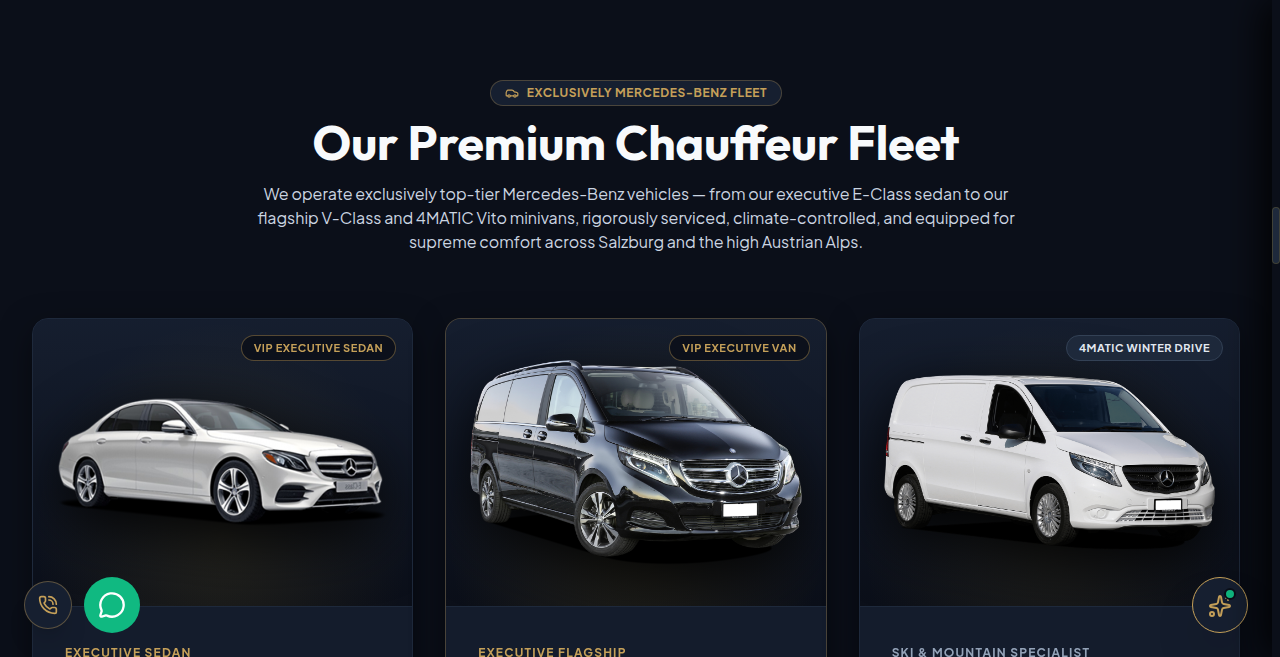 EXCLUSIVELY MERCEDES-BENZ FLEET
Our Premium Chauffeur Fleet
We operate exclusively top-tier Mercedes-Benz vehicles — from our executive E-Class sedan to our
flagship V-Class and 4MATIC Vito minivans, rigorously serviced, climate-controlled, and equipped for
supreme comfort across Salzburg and the high Austrian Alps.
VIP EXECUTIVE SEDAN
VIP EXECUTIVE VAN
4MATIC WINTER DRIVE
EXECUTIVE SEDAN
EXECUTIVE FLAGSHIP
SKI & MOUNTAIN SPECIALIST